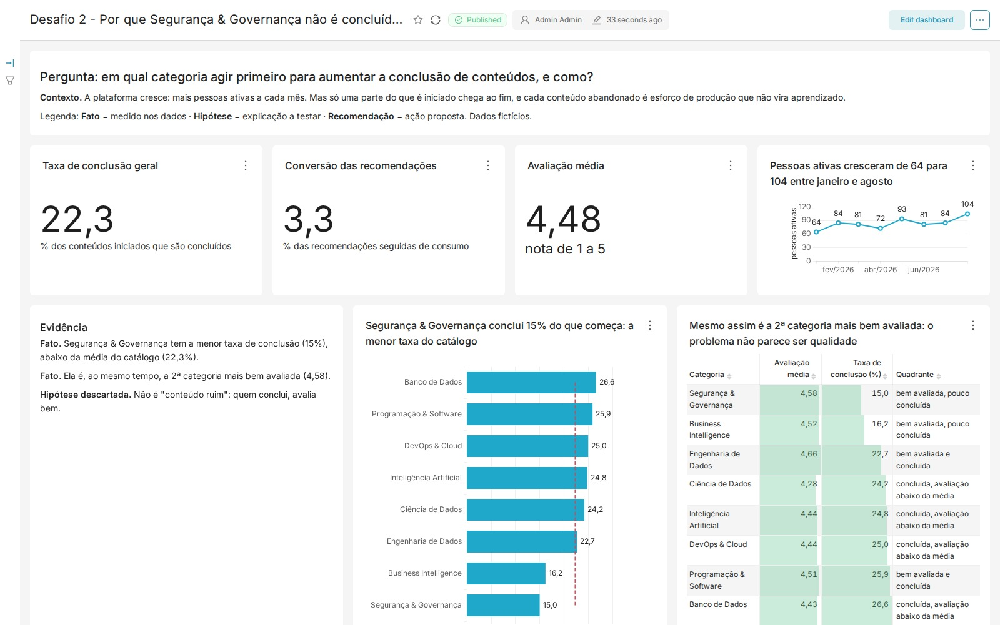 Desafio 2 - Por que Segurança & Governança não é concluíd...
Published
Admin Admin
33 seconds ago
Edit dashboard
Pergunta: em qual categoria agir primeiro para aumentar a conclusão de conteúdos, e como?
Contexto. A plataforma cresce: mais pessoas ativas a cada mês. Mas só uma parte do que é iniciado chega ao fim, e cada conteúdo abandonado é esforço de produção que não vira aprendizado.
Legenda: Fato = medido nos dados · Hipótese = explicação a testar · Recomendação = ação proposta. Dados fictícios.
Taxa de conclusão geral
22,3
% dos conteúdos iniciados que são concluídos
Conversão das recomendações
3,3
% das recomendações seguidas de consumo
Avaliação média
4,48
nota de 1 a 5
Pessoas ativas cresceram de 64 para
104 entre janeiro e agosto
pessoas ativas
120
90
60
30
0
64
84
81
72
93
81
84
104
fev/2026
abr/2026
jun/2026
Evidência
Fato. Segurança & Governança tem a menor taxa de conclusão (15%),
abaixo da média do catálogo (22,3%).
Fato. Ela é, ao mesmo tempo, a 2ª categoria mais bem avaliada (4,58).
Hipótese descartada. Não é "conteúdo ruim": quem conclui, avalia
bem.
Segurança & Governança conclui 15% do que começa: a
menor taxa do catálogo
Banco de Dados 26,6
Programação & Software 25,9
DevOps & Cloud 25,0
Inteligência Artificial 24,8
Ciência de Dados 24,2
Engenharia de Dados 22,7
Business Intelligence 16,2
Segurança & Governança 15,0
Mesmo assim é a 2ª categoria mais bem avaliada: o
problema não parece ser qualidade
Avaliação Taxa de
Categoria média conclusão (%) Quadrante
Segurança & 4,58 15,0 bem avaliada, pouco
Governança concluída
Business 4,52 16,2 bem avaliada, pouco
Intelligence concluída
Engenharia de 4,66 22,7 bem avaliada e
Dados concluída
Ciência de Dados 4,28 24,2 concluída, avaliação
abaixo da média
Inteligência 4,44 24,8 concluída, avaliação
Artificial abaixo da média
DevOps & Cloud 4,44 25,0 concluída, avaliação
abaixo da média
Programação & 4,51 25,9 bem avaliada e
Software concluída
Banco de Dados 4,43 26,6 concluída, avaliação
abaixo da média